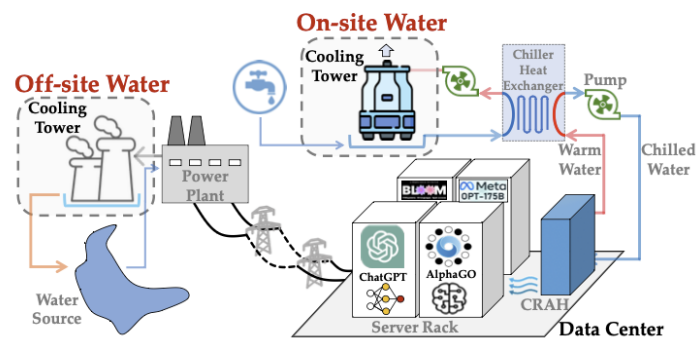 On-site Water
Cooling
Tower
Off-site Water
Cooling
Tower
Chiller
Heat
Exchanger
Pump
Power
Plant
Warm
Water
Chilled
Water
BLOOM
Meta
OPT-175B
ChatGPT
AlphaGO
Water
Source
Server Rack
CRAH
Data Center